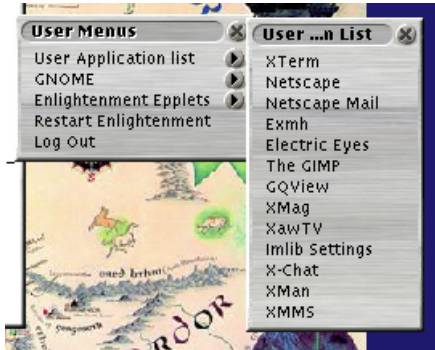 User Menus
User Application list
GNOME
Enlightenment Epplets
Restart Enlightenment
Log Out
User ...n List
XTerm
Netscape
Netscape Mail
Exmh
Electric Eyes
The GIMP
GQView
XMag
XawTV
Imlib Settings
X-Chat
XMan
XMMS